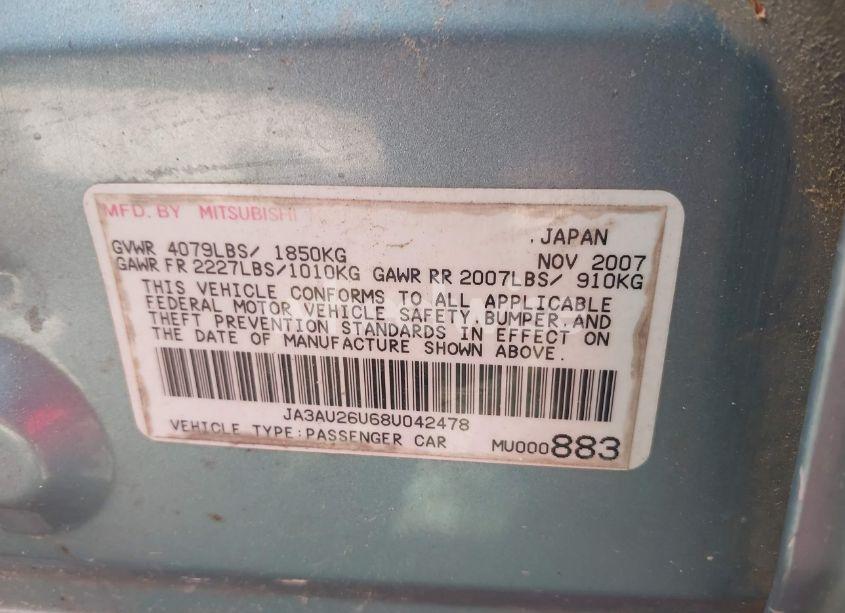 MFD. BY MITSUBISHI
. JAPAN
GVWR 4079LBS/ 1850KG NOV 2007
GAWR FR 2227LBS/1010KG GAWR RR 2007LBS/ 910KG
THIS VEHICLE CONFORMS TO ALL APPLICABLE
FEDERAL MOTOR VEHICLE SAFETY,BUMPER,AND
THEFT PREVENTION STANDARDS IN EFFECT ON
THE DATE OF MANUFACTURE SHOWN ABOVE.
JA3AU26U68U042478
VEHICLE TYPE:PASSENGER CAR MU000883